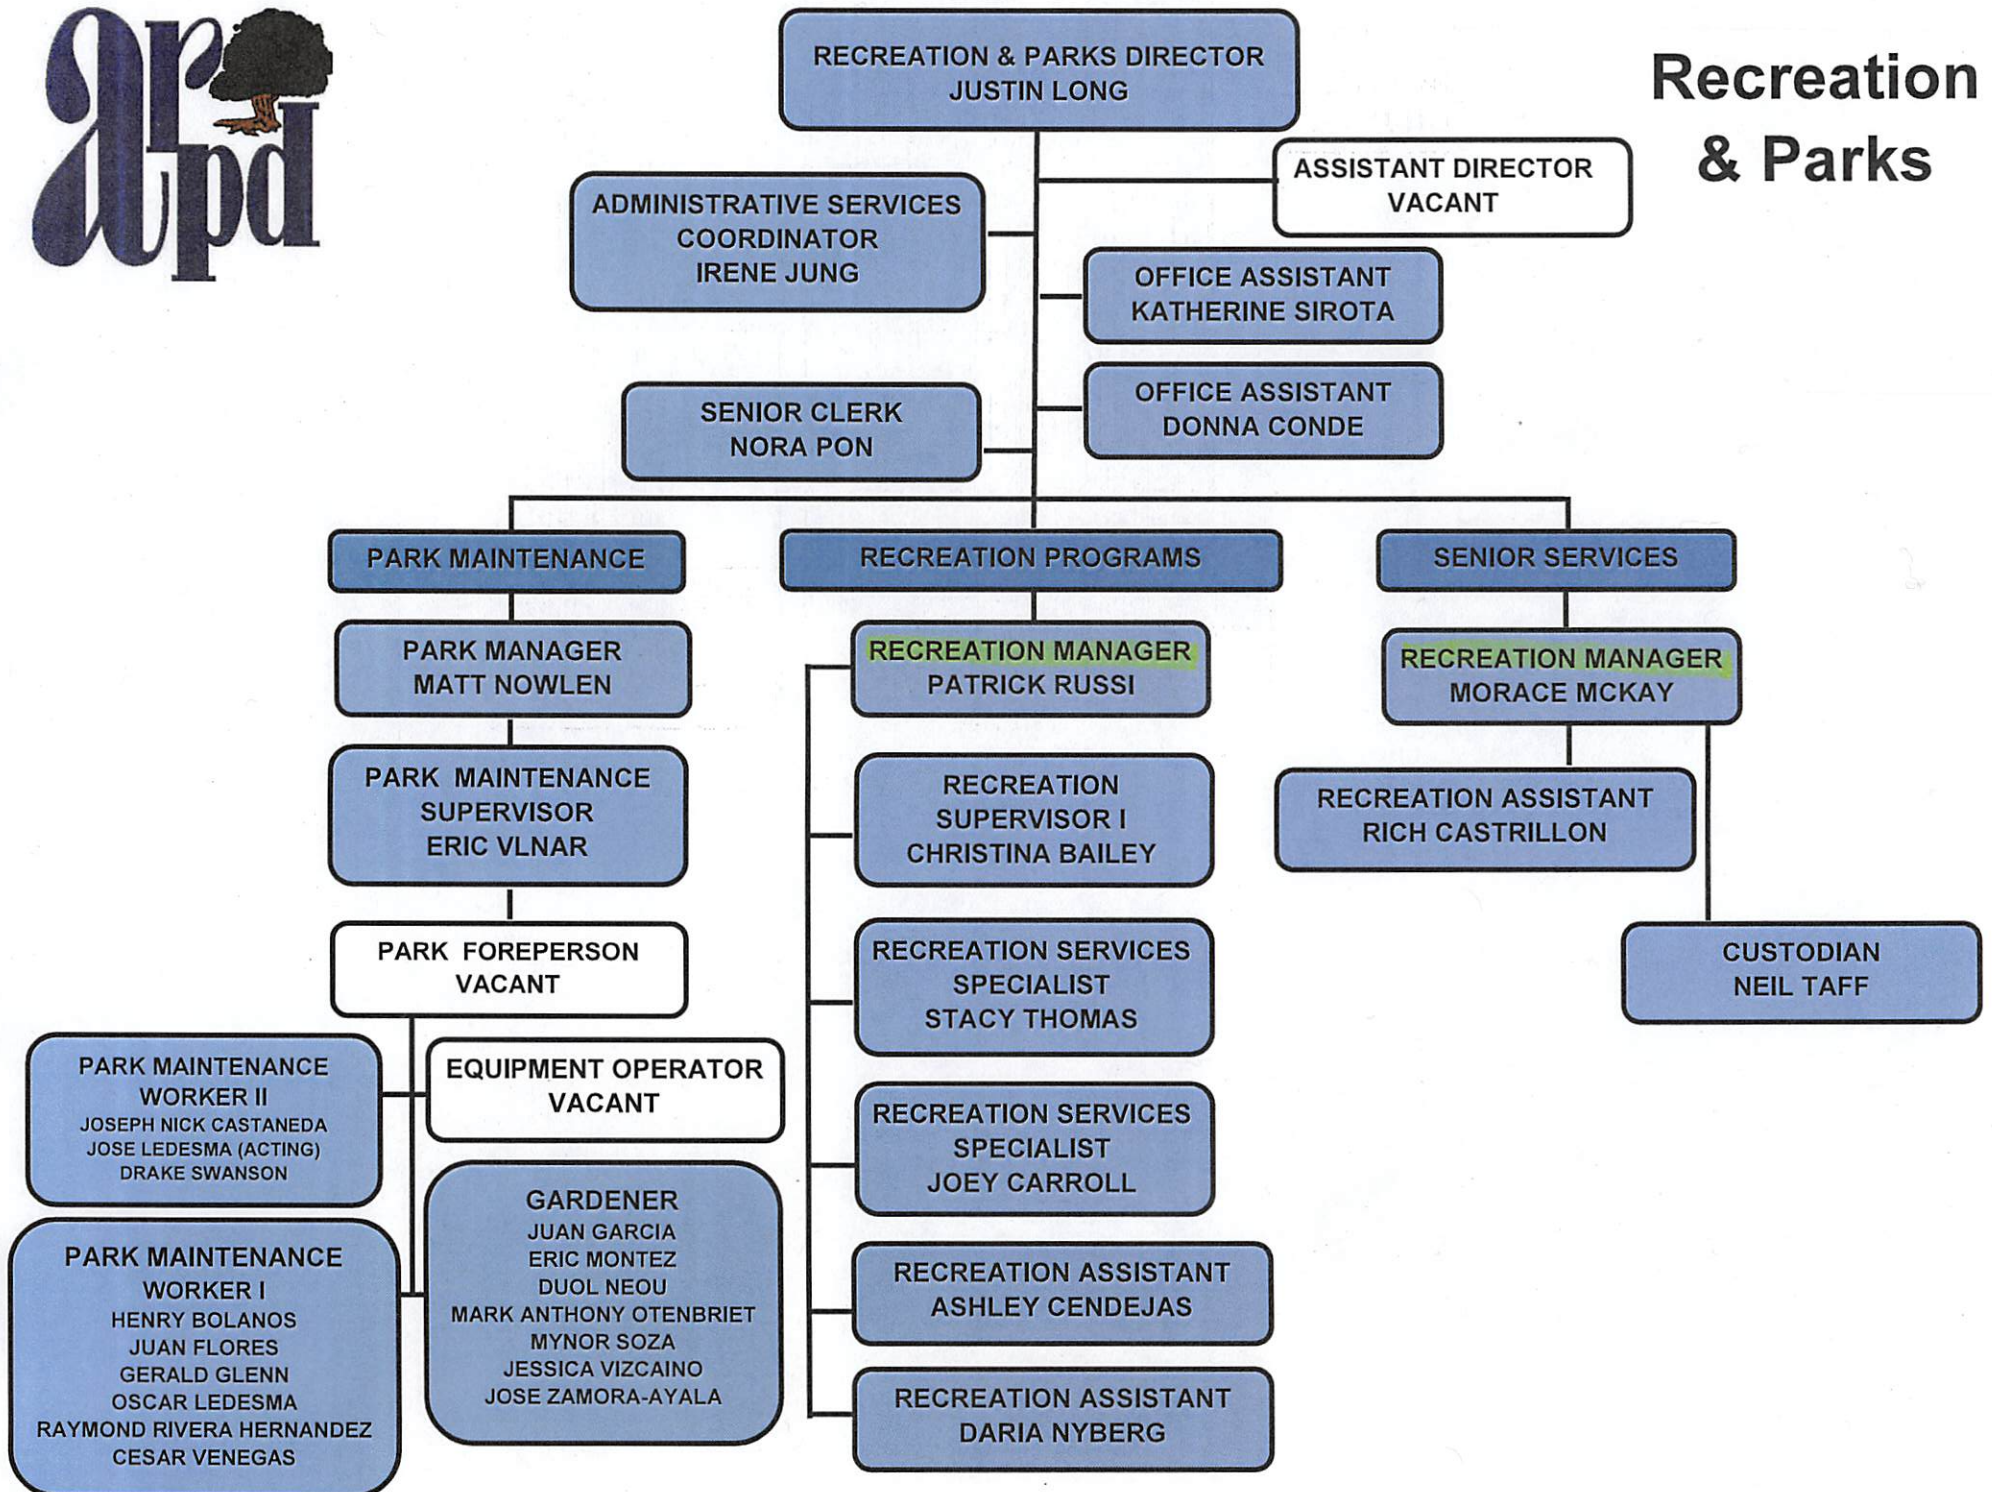 arpd
RECREATION & PARKS DIRECTOR
JUSTIN LONG
Recreation
& Parks
ASSISTANT DIRECTOR
VACANT
ADMINISTRATIVE SERVICES
COORDINATOR
IRENE JUNG
OFFICE ASSISTANT
KATHERINE SIROTA
OFFICE ASSISTANT
DONNA CONDE
SENIOR CLERK
NORA PON
PARK MAINTENANCE
PARK MANAGER
MATT NOWLEN
PARK MAINTENANCE
SUPERVISOR
ERIC VLNAR
PARK FOREPERSON
VACANT
PARK MAINTENANCE
WORKER II
JOSEPH NICK CASTANEDA
JOSE LEDESMA (ACTING)
DRAKE SWANSON
EQUIPMENT OPERATOR
VACANT
PARK MAINTENANCE
WORKER I
HENRY BOLANOS
JUAN FLORES
GERALD GLENN
OSCAR LEDESMA
RAYMOND RIVERA HERNANDEZ
CESAR VENEGAS
GARDENER
JUAN GARCIA
ERIC MONTEZ
DUOL NEOU
MARK ANTHONY OTENBRIET
MYNOR SOZA
JESSICA VIZCAINO
JOSE ZAMORA-AYALA
RECREATION PROGRAMS
RECREATION MANAGER
PATRICK RUSSI
RECREATION
SUPERVISOR I
CHRISTINA BAILEY
RECREATION SERVICES
SPECIALIST
STACY THOMAS
RECREATION SERVICES
SPECIALIST
JOEY CARROLL
RECREATION ASSISTANT
ASHLEY CENDEJAS
RECREATION ASSISTANT
DARIA NYBERG
SENIOR SERVICES
RECREATION MANAGER
MORACE MCKAY
RECREATION ASSISTANT
RICH CASTRILLON
CUSTODIAN
NEIL TAFF